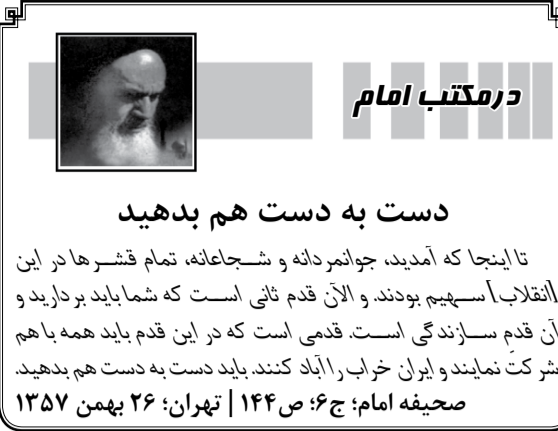 در مکتب امام
دست به دست هم بدهید
تا اینجا که آمدید، جوانمردانه و شجاعانه، تمام قشرها در این
[انقلاب] سهیم بودند. و الآن قدم ثانی است که شما باید بردارید و
آن قدم سازندگی است. قدمی است که در این قدم باید همه با هم
شرکت نمایند و ایران خراب را آباد کنند. باید دست به دست هم بدهید.
صحیفه امام؛ ج۶؛ ص۱۴۴ | تهران؛ ۲۶ بهمن ۱۳۵۷